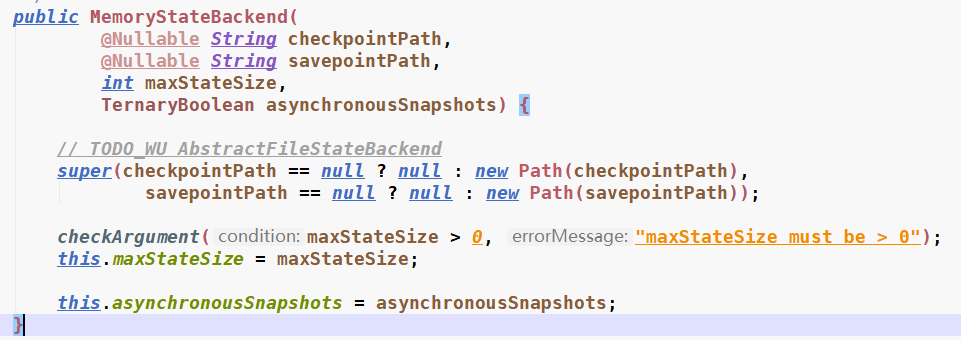 public MemoryStateBackend(
        @Nullable String checkpointPath,
        @Nullable String savepointPath,
        int maxStateSize,
        TernaryBoolean asynchronousSnapshots) {
    // TODO_WU AbstractFileStateBackend
    super(checkpointPath == null ? null : new Path(checkpointPath),
            savepointPath == null ? null : new Path(savepointPath));
    checkArgument( condition: maxStateSize > 0, errorMessage: "maxStateSize must be > 0");
    this.maxStateSize = maxStateSize;
    this.asynchronousSnapshots = asynchronousSnapshots;
}